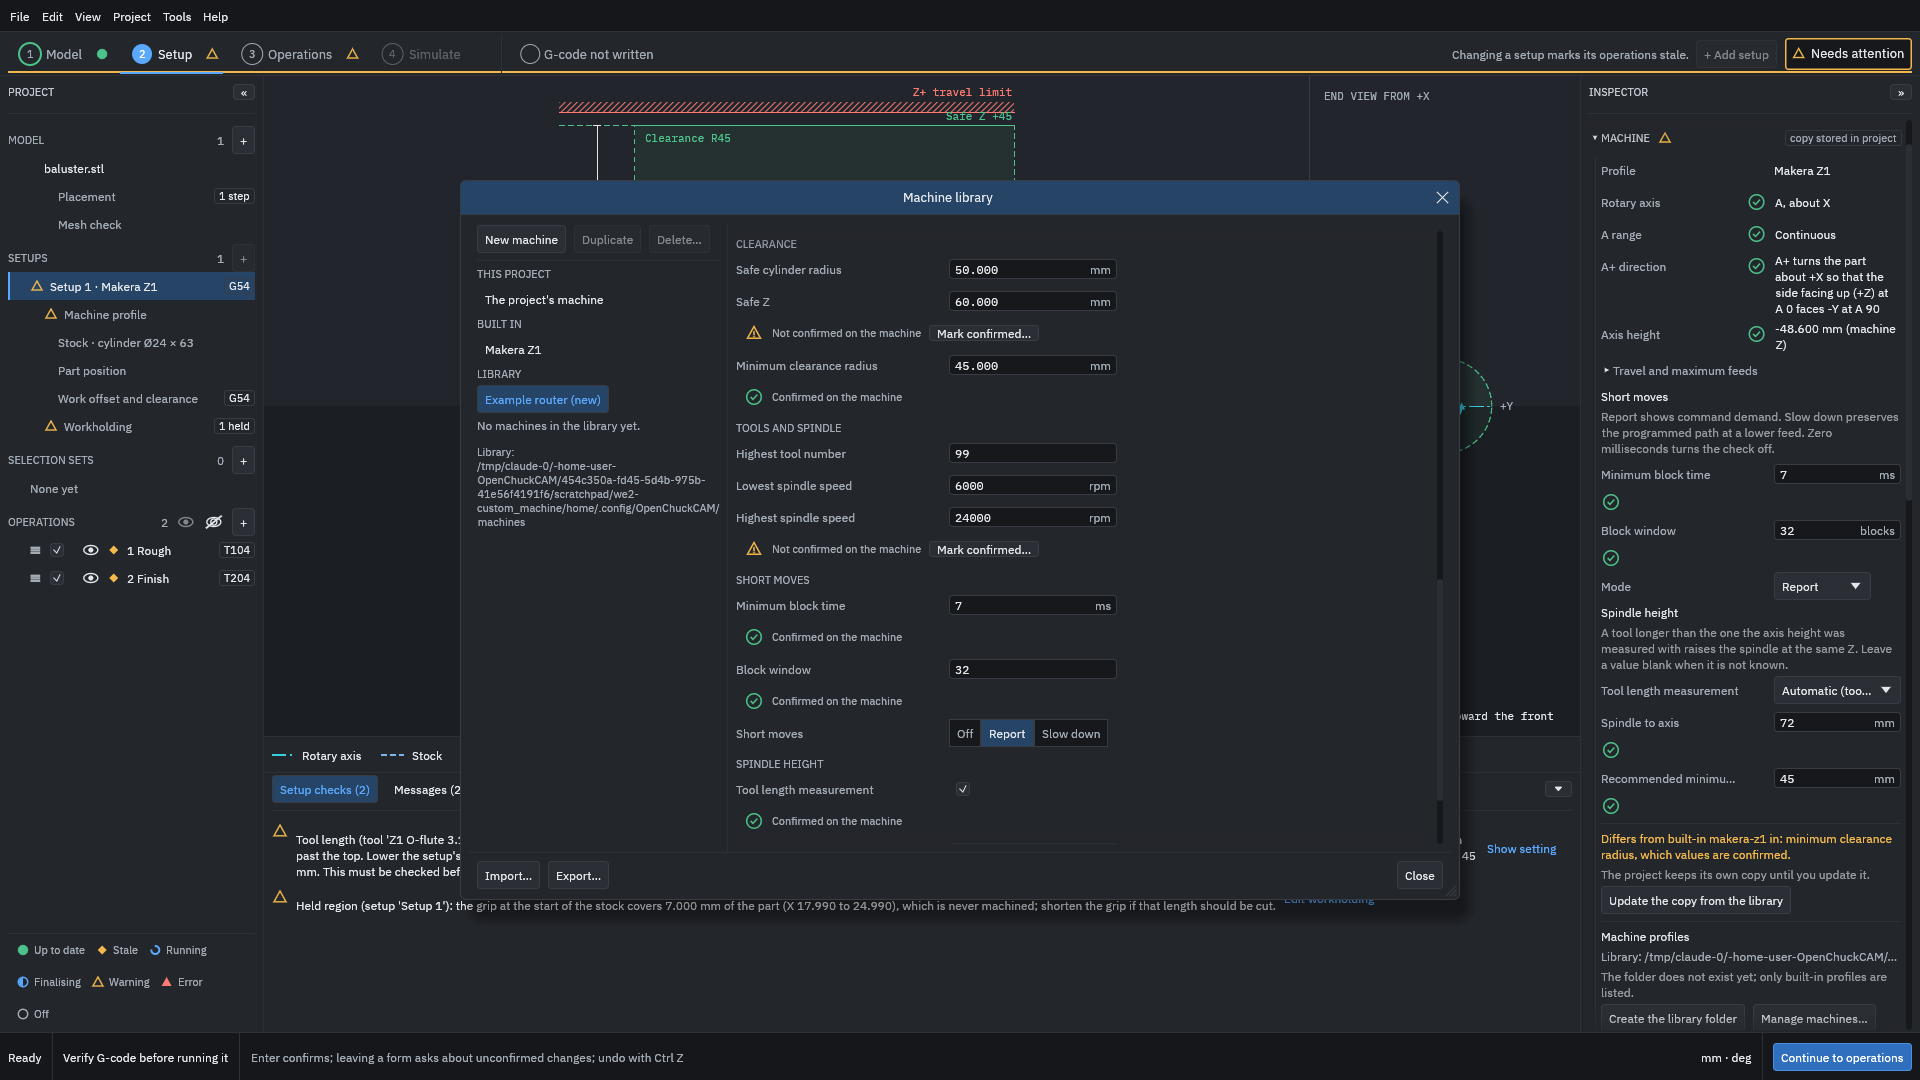 File Edit View Project Tools Help
1 Model 2 Setup 3 Operations 4 Simulate G-code not written Changing a setup marks its operations stale. + Add setup Needs attention
PROJECT «
MODEL 1 +
baluster.stl
Placement 1 step
Mesh check
SETUPS 1 +
Setup 1 · Makera Z1 G54
Machine profile
Stock · cylinder Ø24 × 63
Part position
Work offset and clearance G54
Workholding 1 held
SELECTION SETS 0 +
None yet
OPERATIONS 2 +
1 Rough T104
2 Finish T204
Up to date Stale Running
Finalising Warning Error
Off
Z+ travel limit
Safe Z +45
Clearance R45
END VIEW FROM +X
+Y
ward the front
Rotary axis Stock
Setup checks (2) Messages (2
Tool length (tool 'Z1 O-flute 3.
past the top. Lower the setup's
mm. This must be checked bef
45 Show setting
Held region (setup 'Setup 1'): the grip at the start of the stock covers 7.000 mm of the part (X 17.990 to 24.990), which is never machined; shorten the grip if that length should be cut. Edit workholding
Machine library
New machine Duplicate Delete...
THIS PROJECT
The project's machine
BUILT IN
Makera Z1
LIBRARY
Example router (new)
No machines in the library yet.
Library:
/tmp/claude-0/-home-user-
OpenChuckCAM/454c350a-fd45-5d4b-975b-
41e56f4191f6/scratchpad/we2-
custom_machine/home/.config/OpenChuckCAM/
machines
CLEARANCE
Safe cylinder radius 50.000 mm
Safe Z 60.000 mm
Not confirmed on the machine Mark confirmed...
Minimum clearance radius 45.000 mm
Confirmed on the machine
TOOLS AND SPINDLE
Highest tool number 99
Lowest spindle speed 6000 rpm
Highest spindle speed 24000 rpm
Not confirmed on the machine Mark confirmed...
SHORT MOVES
Minimum block time 7 ms
Confirmed on the machine
Block window 32
Confirmed on the machine
Short moves Off Report Slow down
SPINDLE HEIGHT
Tool length measurement
Confirmed on the machine
Import... Export... Close
INSPECTOR »
MACHINE copy stored in project
Profile Makera Z1
Rotary axis A, about X
A range Continuous
A+ direction A+ turns the part
about +X so that the
side facing up (+Z) at
A 0 faces -Y at A 90
Axis height -48.600 mm (machine
Z)
Travel and maximum feeds
Short moves
Report shows command demand. Slow down preserves
the programmed path at a lower feed. Zero
milliseconds turns the check off.
Minimum block time 7 ms
Block window 32 blocks
Mode Report
Spindle height
A tool longer than the one the axis height was
measured with raises the spindle at the same Z. Leave
a value blank when it is not known.
Tool length measurement Automatic (too...
Spindle to axis 72 mm
Recommended minimu... 45 mm
Differs from built-in makera-z1 in: minimum clearance
radius, which values are confirmed.
The project keeps its own copy until you update it.
Update the copy from the library
Machine profiles
Library: /tmp/claude-0/-home-user-OpenChuckCAM/...
The folder does not exist yet; only built-in profiles are
listed.
Create the library folder Manage machines...
Ready Verify G-code before running it Enter confirms; leaving a form asks about unconfirmed changes; undo with Ctrl Z mm · deg Continue to operations